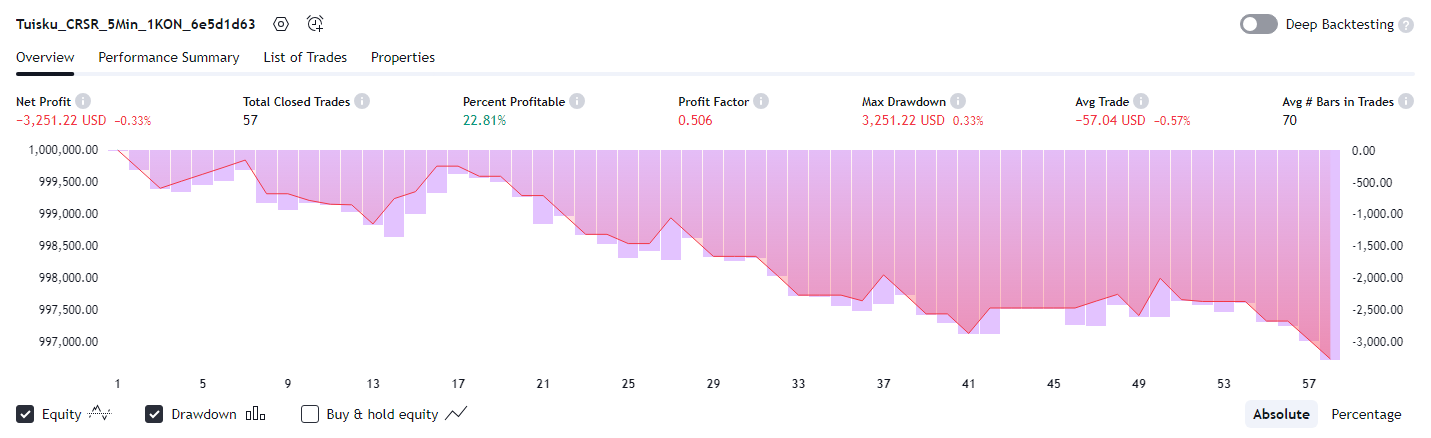 Tuisku_CRSR_5Min_1KON_6e5d1d63
Deep Backtesting
?
Overview Performance Summary List of Trades Properties
Net Profit Total Closed Trades Percent Profitable Profit Factor Max Drawdown Avg Trade Avg # Bars in Trades
−3,251.22 USD −0.33% 57 22.81% 0.506 3,251.22 USD 0.33% −57.04 USD −0.57% 70
1,000,000.00 0.00
999,500.00 -500.00
999,000.00 -1,000.00
998,500.00 -1,500.00
998,000.00 -2,000.00
997,500.00 -2,500.00
997,000.00 -3,000.00
1 5 9 13 17 21 25 29 33 37 41 45 49 53 57
Equity Drawdown Buy & hold equity Absolute Percentage